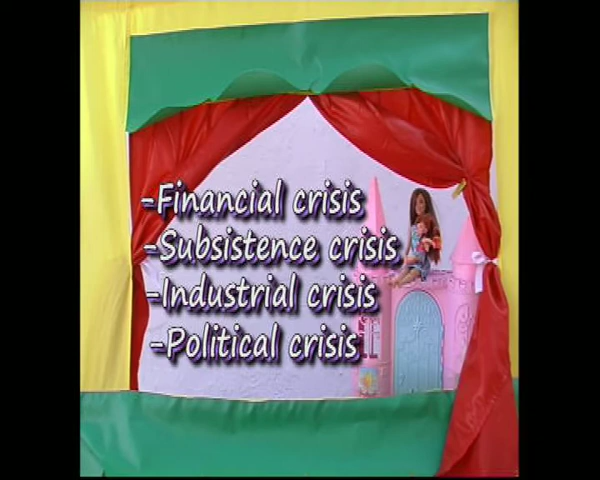 -Financial crisis
-Subsistence crisis
-Industrial crisis
-Political crisis